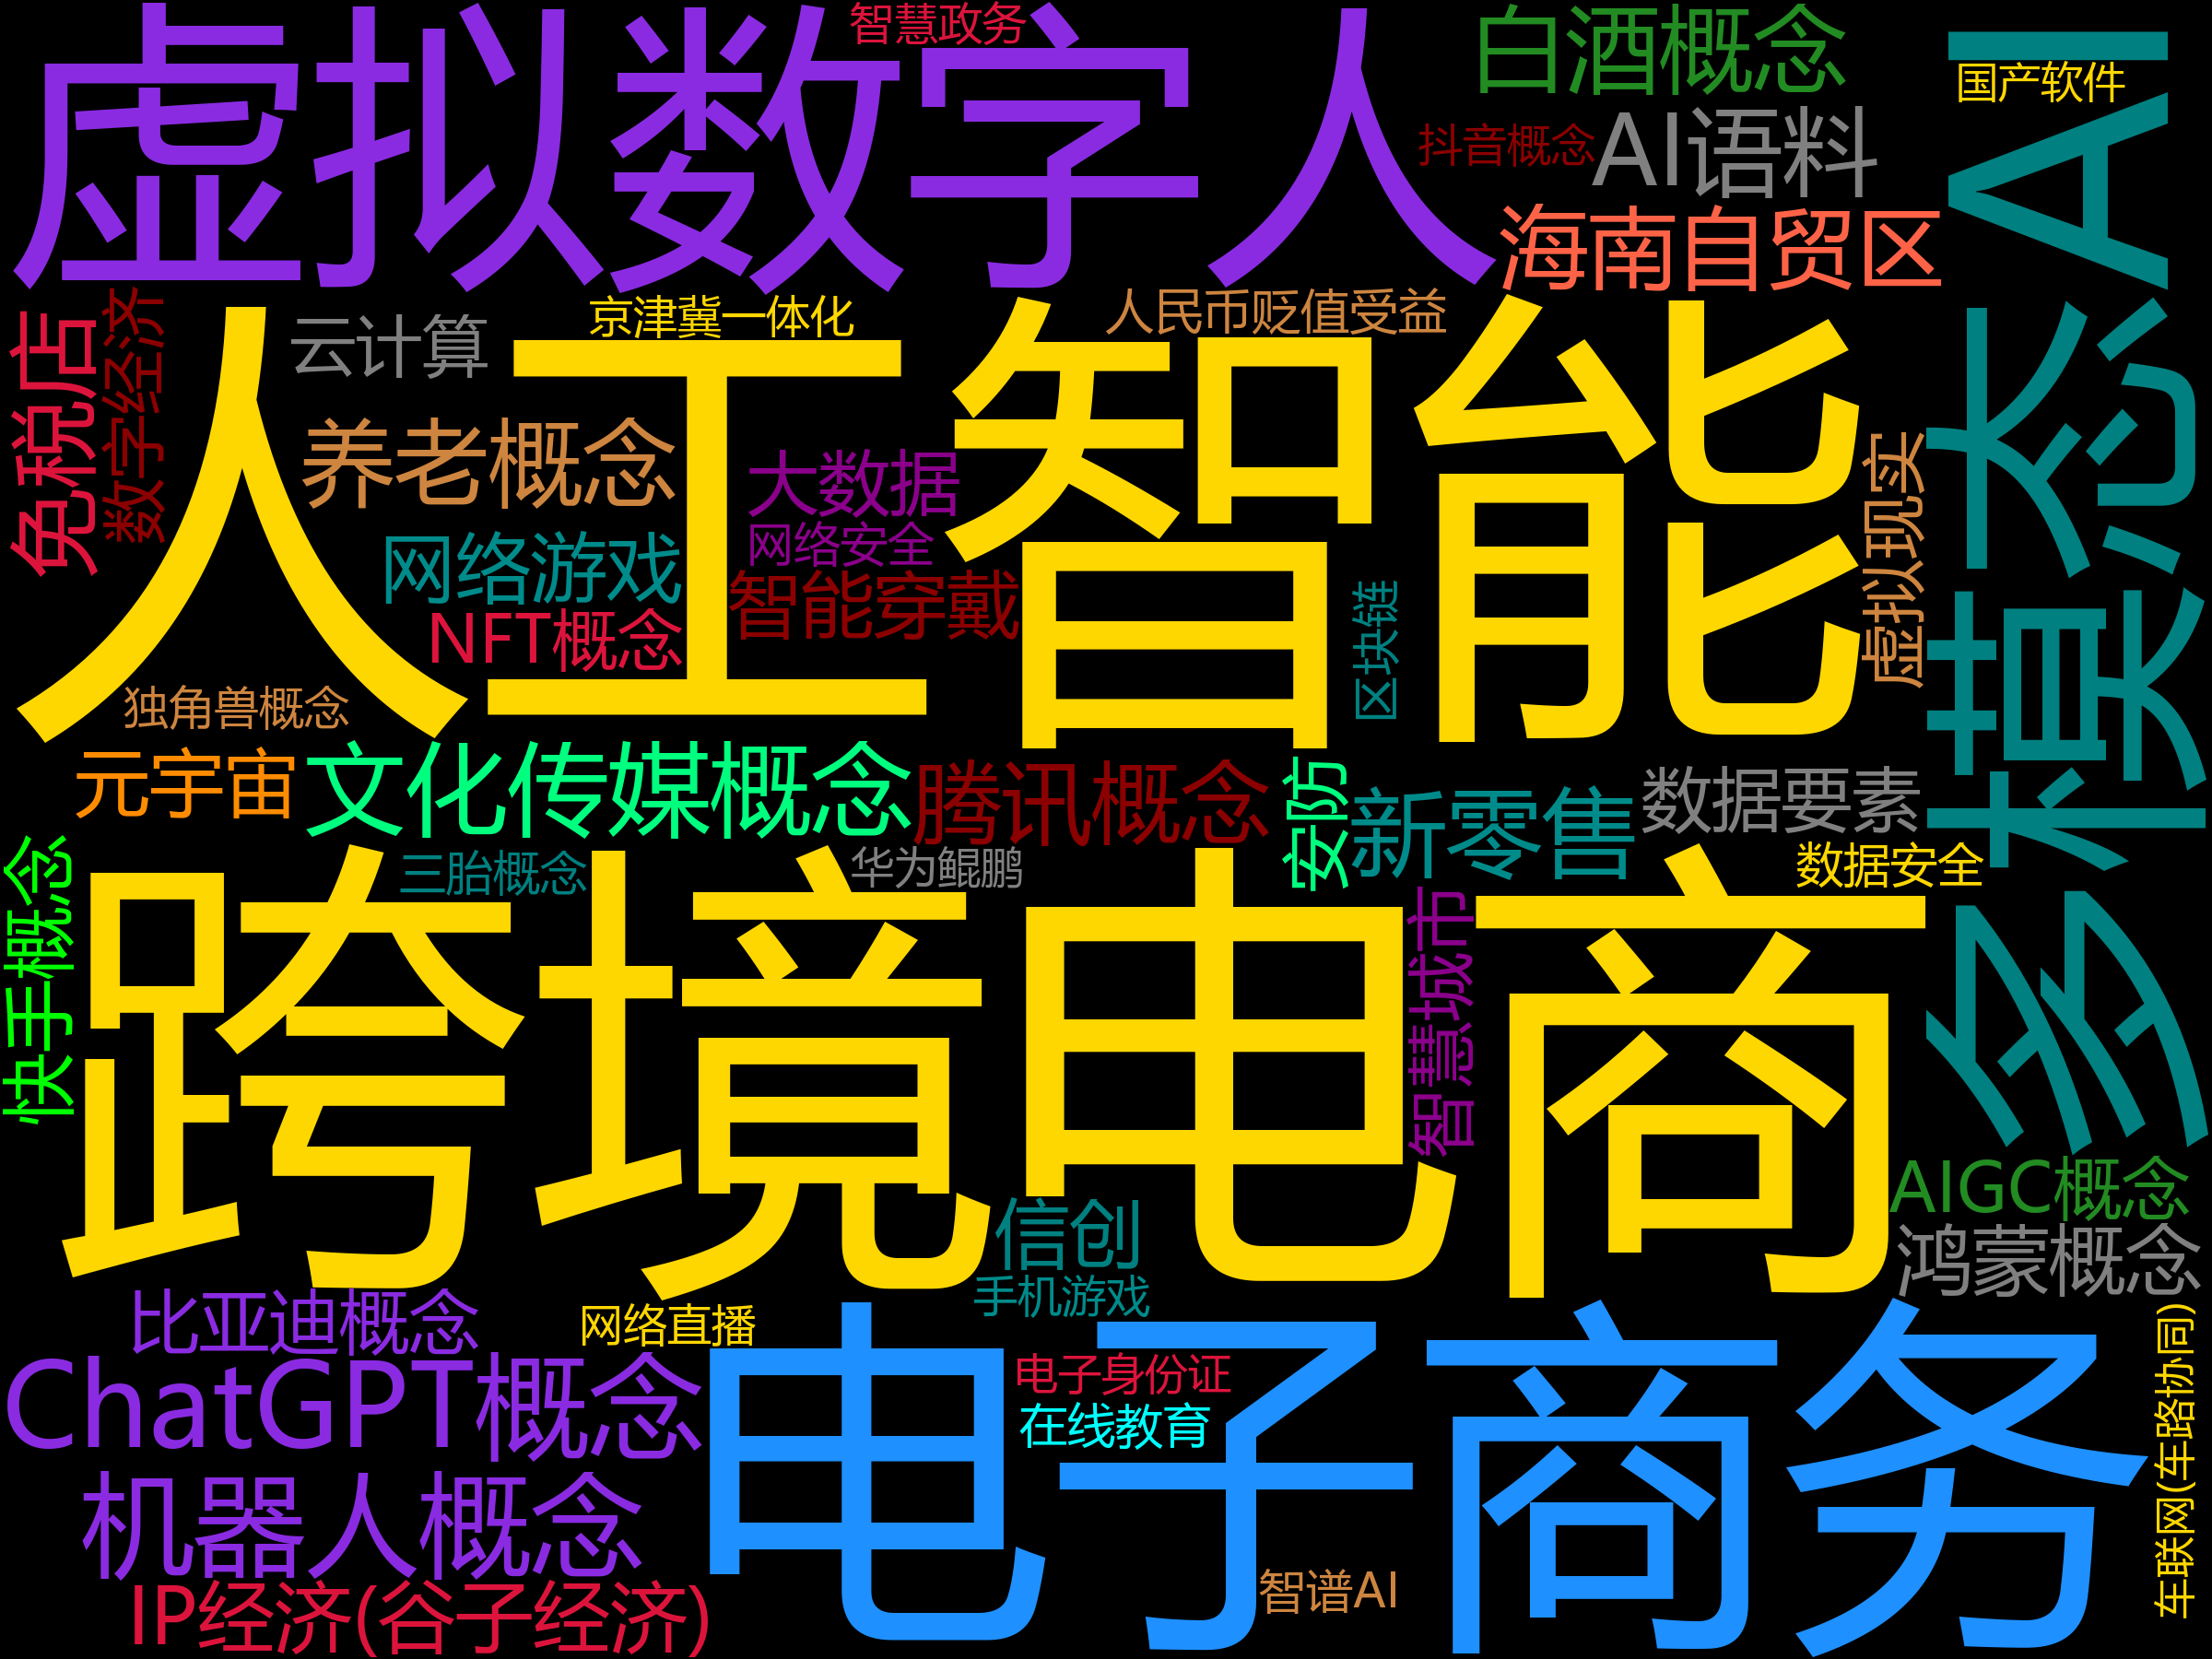 虚拟数字人
智慧政务
白酒概念
国产软件
抖音概念
AI语料
海南自贸区
多模态AI
免税店
数字经济
云计算
京津冀一体化
人民币贬值受益
人工智能
养老概念
大数据
网络安全
网络游戏
智能穿戴
NFT概念
区块链
虚拟现实
独角兽概念
元宇宙
文化传媒概念
腾讯概念
安防
新零售
数据要素
数据安全
快手概念
三胎概念
华为鲲鹏
智慧城市
跨境电商
AIGC概念
鸿蒙概念
信创
手机游戏
比亚迪概念
网络直播
ChatGPT概念
电子身份证
在线教育
电子商务
机器人概念
智谱AI
IP经济(谷子经济)
车联网(车路协同)